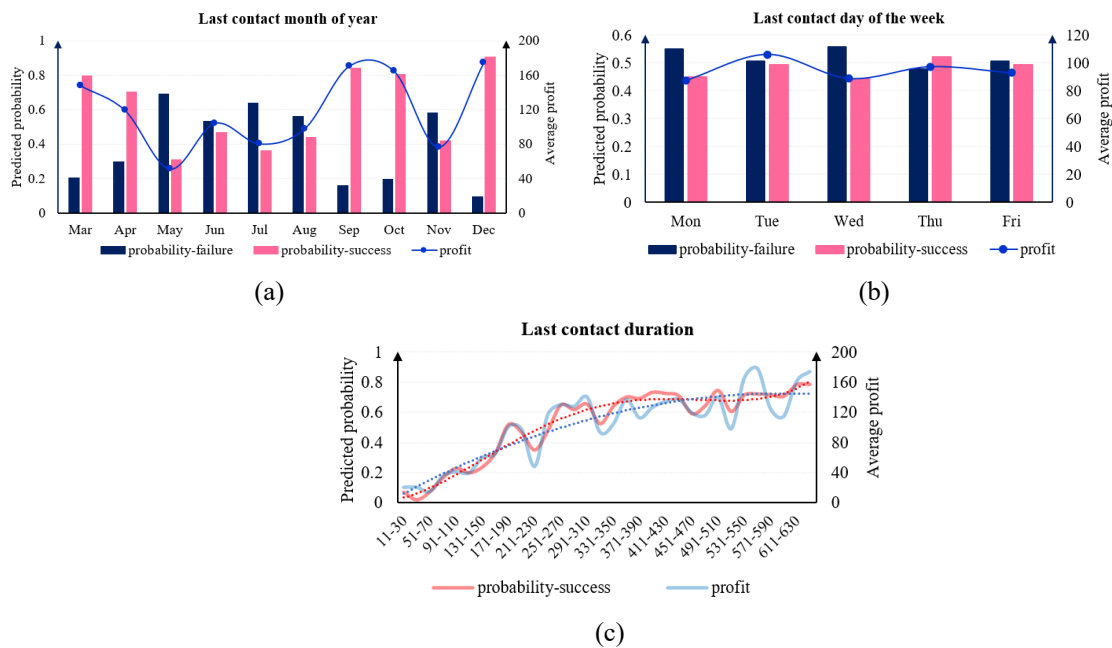 Last contact month of year
Predicted probability
1
0.8
0.6
0.4
0.2
0
200
160
120
80
40
0
Average profit
Mar Apr May Jun Jul Aug Sep Oct Nov Dec
probability-failure probability-success profit
(a)
Last contact day of the week
Predicted probability
0.6
0.5
0.4
0.3
0.2
0.1
0
120
100
80
60
40
20
0
Average profit
Mon Tue Wed Thu Fri
probability-failure probability-success profit
(b)
Last contact duration
Predicted probability
1
0.8
0.6
0.4
0.2
0
200
160
120
80
40
0
Average profit
11-30 51-70 91-110 131-150 171-190 211-230 251-270 291-310 331-350 371-390 411-430 451-470 491-510 531-550 571-590 611-630
probability-success profit
(c)